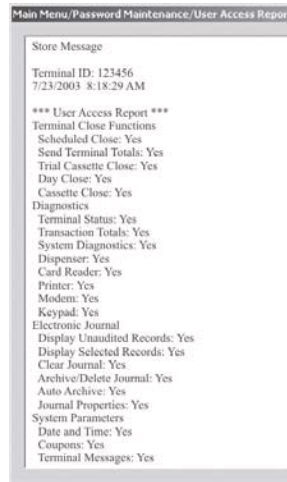 Main Menu/Password Maintenance/User Access Repor
Store Message
Terminal ID: 123456
7/23/2003 8:18:29 AM
*** User Access Report ***
Terminal Close Functions
Scheduled Close: Yes
Send Terminal Totals: Yes
Trial Cassette Close: Yes
Day Close: Yes
Cassette Close: Yes
Diagnostics
Terminal Status: Yes
Transaction Totals: Yes
System Diagnostics: Yes
Dispenser: Yes
Card Reader: Yes
Printer: Yes
Modem: Yes
Keypad: Yes
Electronic Journal
Display Unaudited Records: Yes
Display Selected Records: Yes
Clear Journal: Yes
Archive/Delete Journal: Yes
Auto Archive: Yes
Journal Properties: Yes
System Parameters
Date and Time: Yes
Coupons: Yes
Terminal Messages: Yes